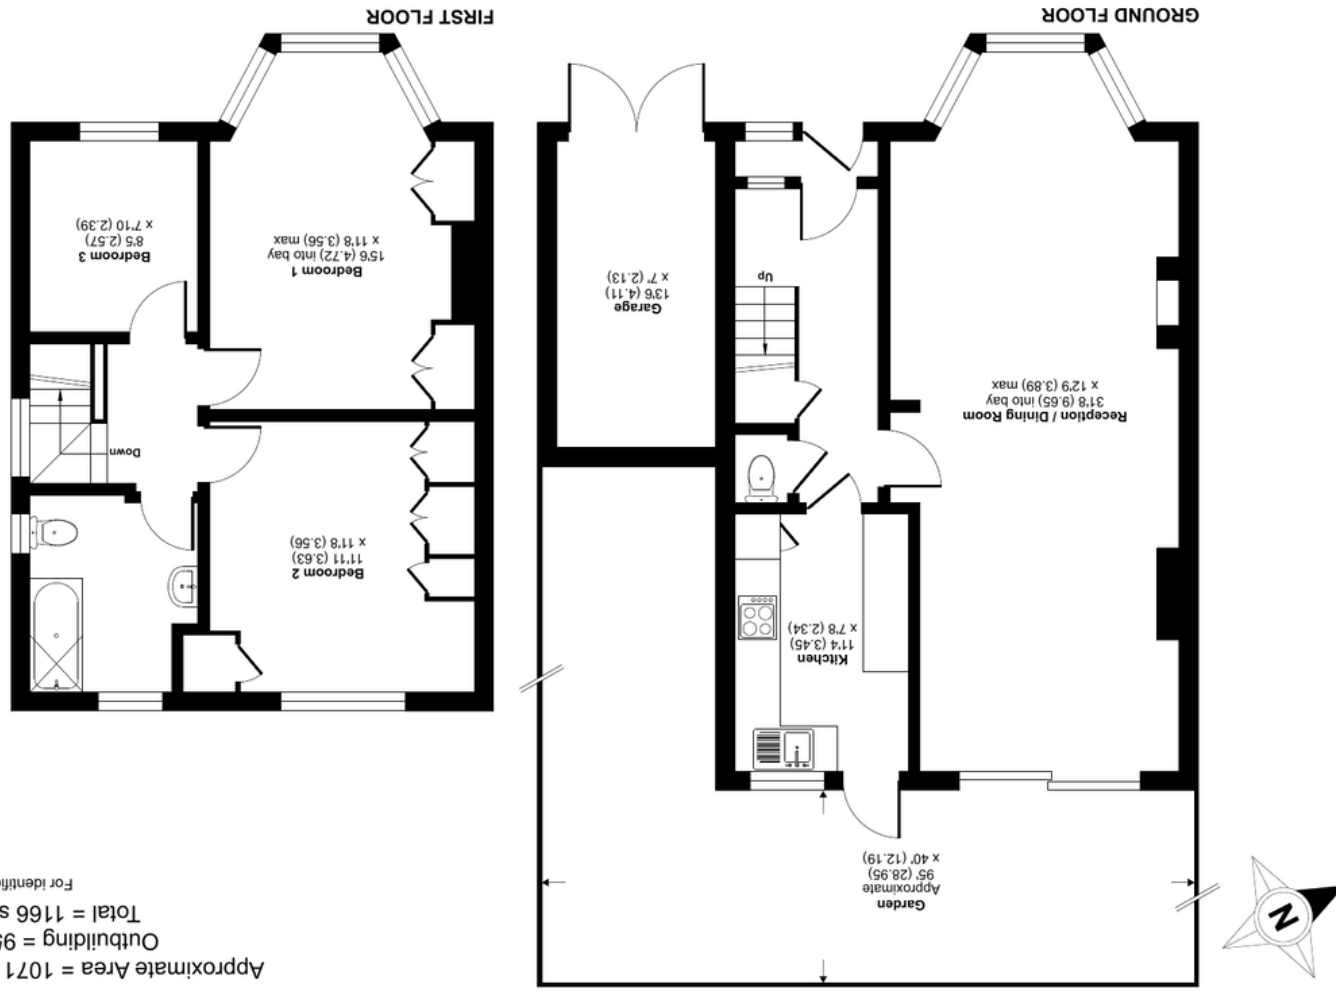 Approximate Area = 1071
Outbuilding = 95
Total = 1166 s
For identifi
N
Garden
Approximate
95' (28.95)
x 40' (12.19)
Kitchen
11'4 (3.45)
x 7'8 (2.34)
Reception / Dining Room
31'8 (9.65) into bay
x 12'9 (3.89) max
Up
Garage
13'6 (4.11)
x 7' (2.13)
GROUND FLOOR
Bedroom 2
11'11 (3.63)
x 11'8 (3.56)
Down
Bedroom 1
15'6 (4.72) into bay
x 11'8 (3.56) max
Bedroom 3
8'5 (2.57)
x 7'10 (2.39)
FIRST FLOOR